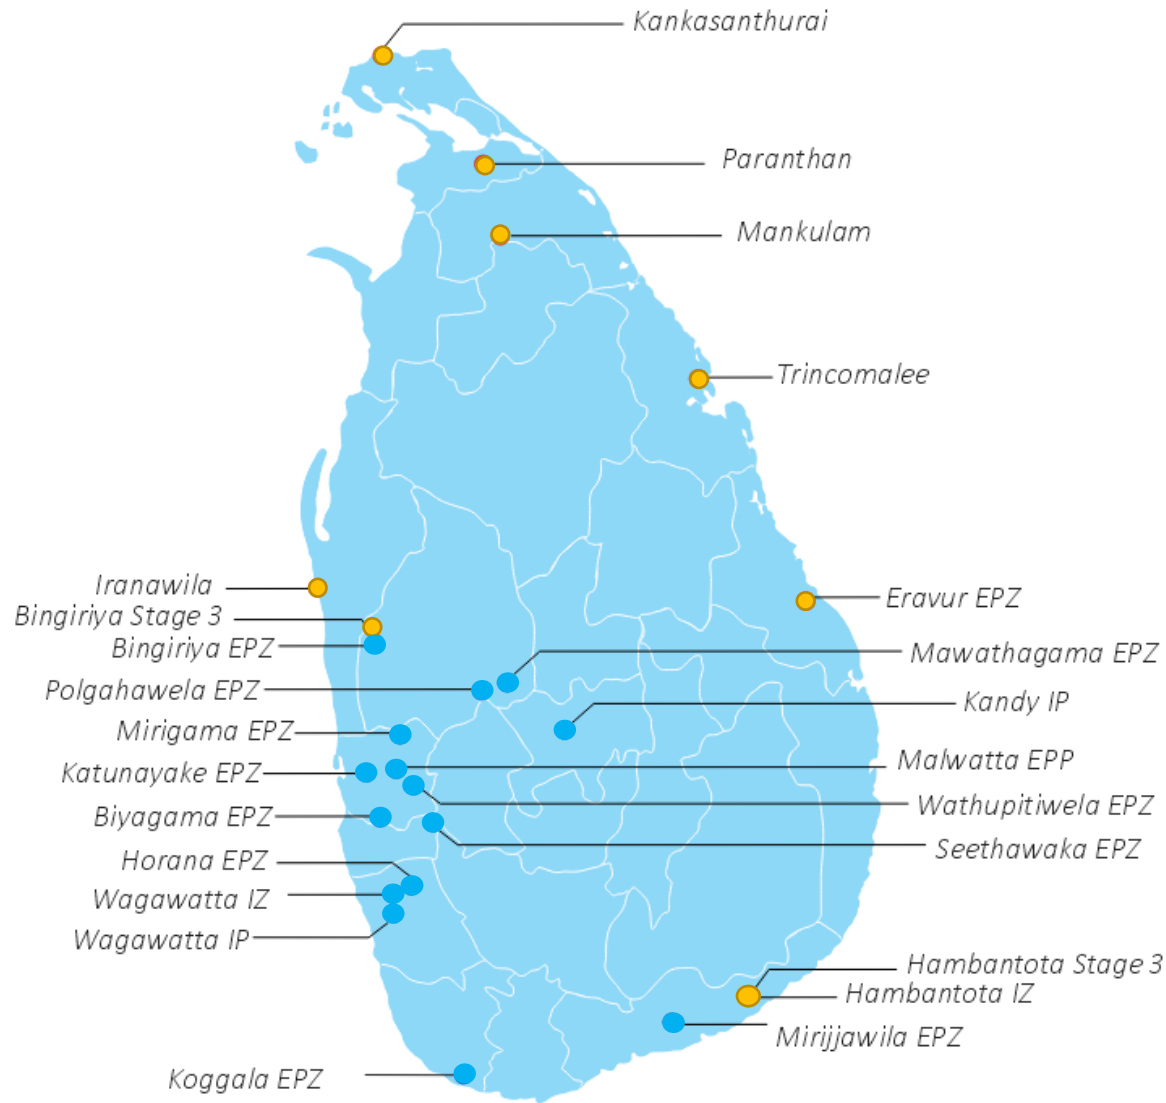 Kankasanthurai
Paranthan
Mankulam
Trincomalee
Iranawila
Bingiriya Stage 3
Bingiriya EPZ
Polgahawela EPZ
Mirigama EPZ
Katunayake EPZ
Biyagama EPZ
Horana EPZ
Wagawatta IZ
Wagawatta IP
Koggala EPZ
Eravur EPZ
Mawathagama EPZ
Kandy IP
Malwatta EPP
Wathupitiwela EPZ
Seethawaka EPZ
Hambantota Stage 3
Hambantota IZ
Mirijjawila EPZ